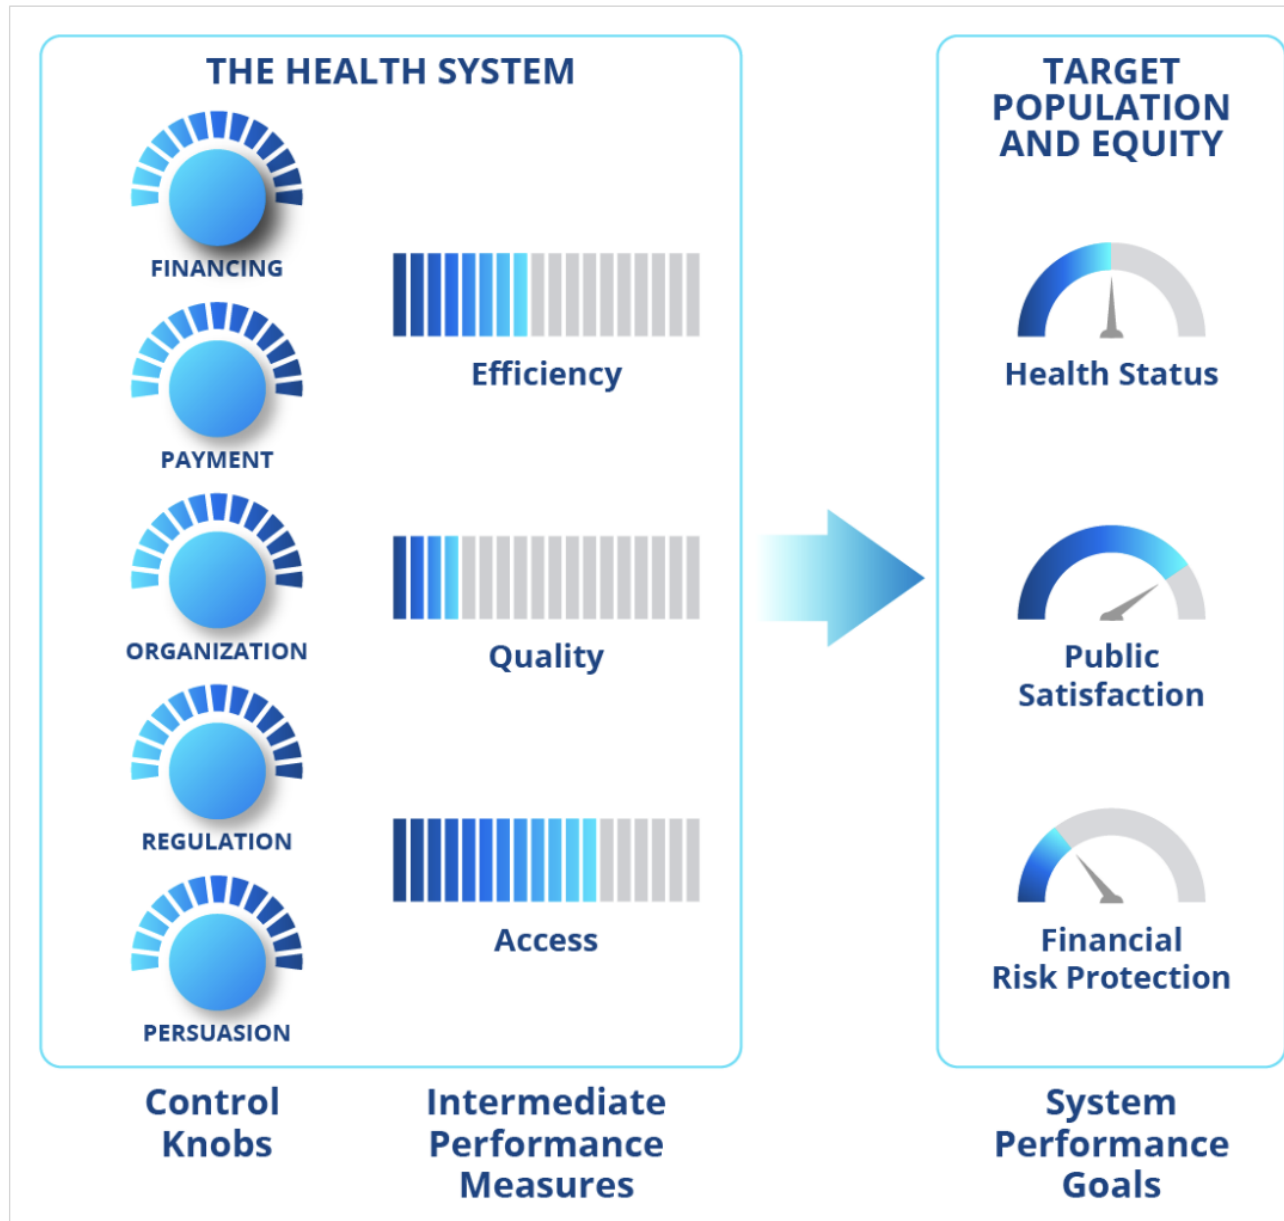 THE HEALTH SYSTEM
FINANCING
PAYMENT
ORGANIZATION
REGULATION
PERSUASION
Efficiency
Quality
Access
Control
Knobs
Intermediate
Performance
Measures
TARGET
POPULATION
AND EQUITY
Health Status
Public
Satisfaction
Financial
Risk Protection
System
Performance
Goals